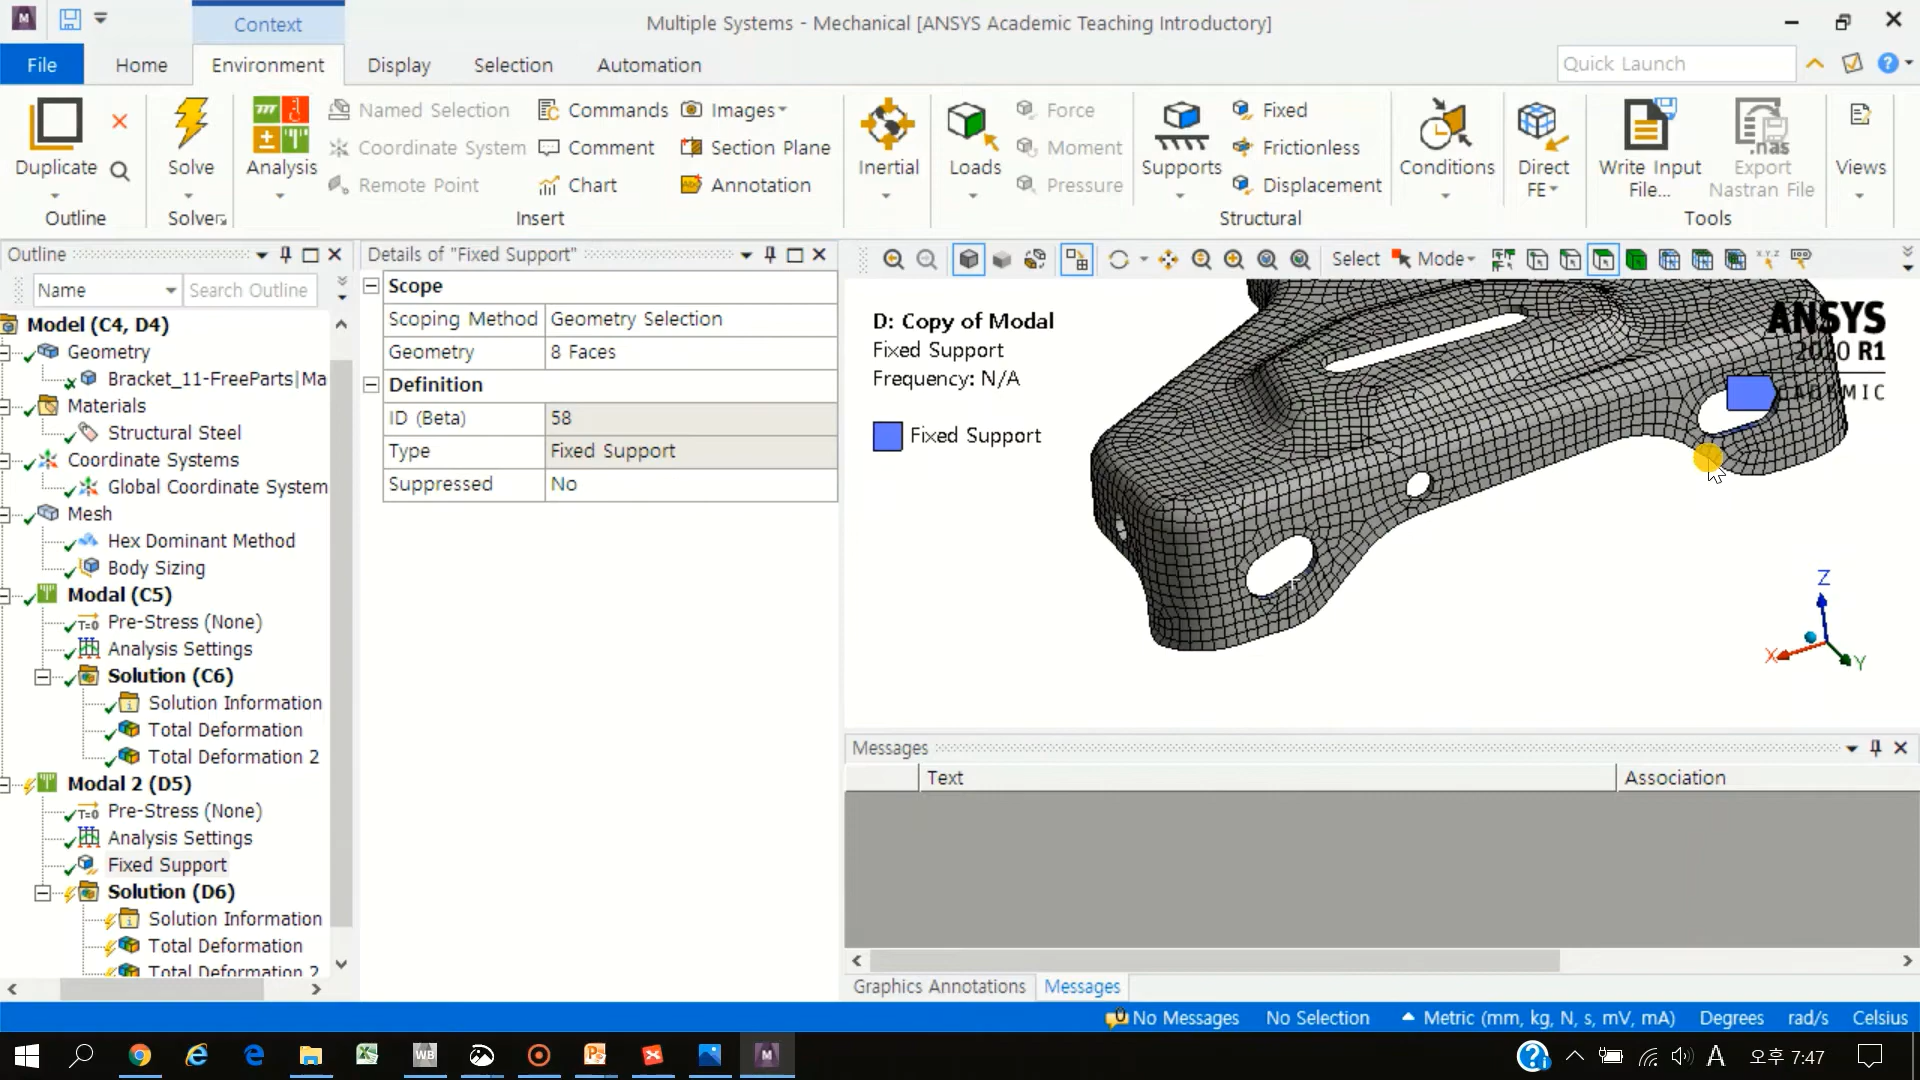 M
Context
Multiple Systems - Mechanical [ANSYS Academic Teaching Introductory]
File
Home
Environment
Display
Selection
Automation
Quick Launch
Duplicate
Outline
Solve
Solver
Analysis
Named Selection
Coordinate System
Remote Point
Commands
Comment
Chart
Images
Section Plane
Annotation
Insert
Inertial
Loads
Force
Moment
Pressure
Supports
Fixed
Frictionless
Displacement
Structural
Conditions
Direct
FE
Write Input
File...
.nas
Export
Nastran File
Tools
Views
Outline
Name
Search Outline
Model (C4, D4)
Geometry
Bracket_11-FreeParts|Ma
Materials
Structural Steel
Coordinate Systems
Global Coordinate System
Mesh
Hex Dominant Method
Body Sizing
Modal (C5)
T=0 Pre-Stress (None)
Analysis Settings
Solution (C6)
Solution Information
Total Deformation
Total Deformation 2
Modal 2 (D5)
T=0 Pre-Stress (None)
Analysis Settings
Fixed Support
Solution (D6)
Solution Information
Total Deformation
Total Deformation 2
Details of "Fixed Support"
Scope
Scoping Method Geometry Selection
Geometry 8 Faces
Definition
ID (Beta) 58
Type Fixed Support
Suppressed No
Select
Mode
D: Copy of Modal
Fixed Support
Frequency: N/A
Fixed Support
ANSYS
2020 R1
Z
X
Y
Messages
Text
Association
Graphics Annotations
Messages
No Messages
No Selection
Metric (mm, kg, N, s, mV, mA)
Degrees
rad/s
Celsius
WB
M
A
오후 7:47